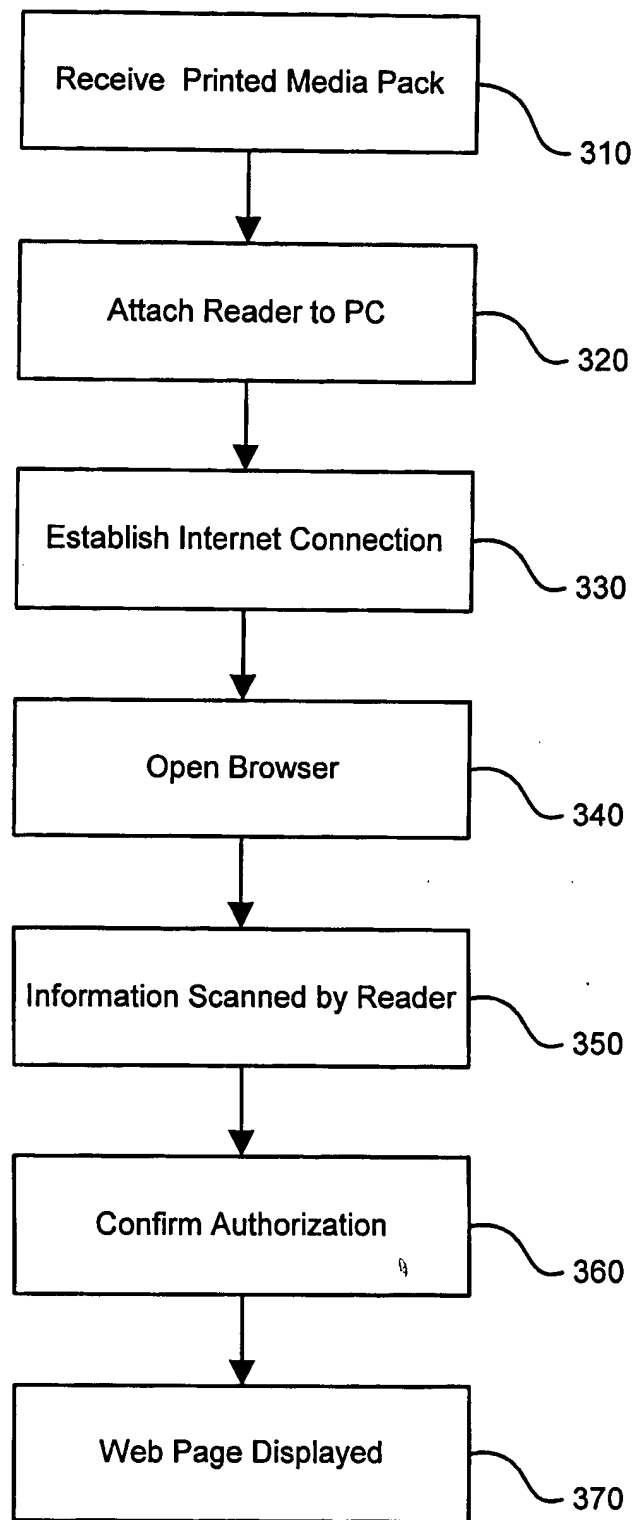 Receive Printed Media Pack
310
Attach Reader to PC
320
Establish Internet Connection
330
Open Browser
340
Information Scanned by Reader
350
Confirm Authorization
360
Web Page Displayed
370